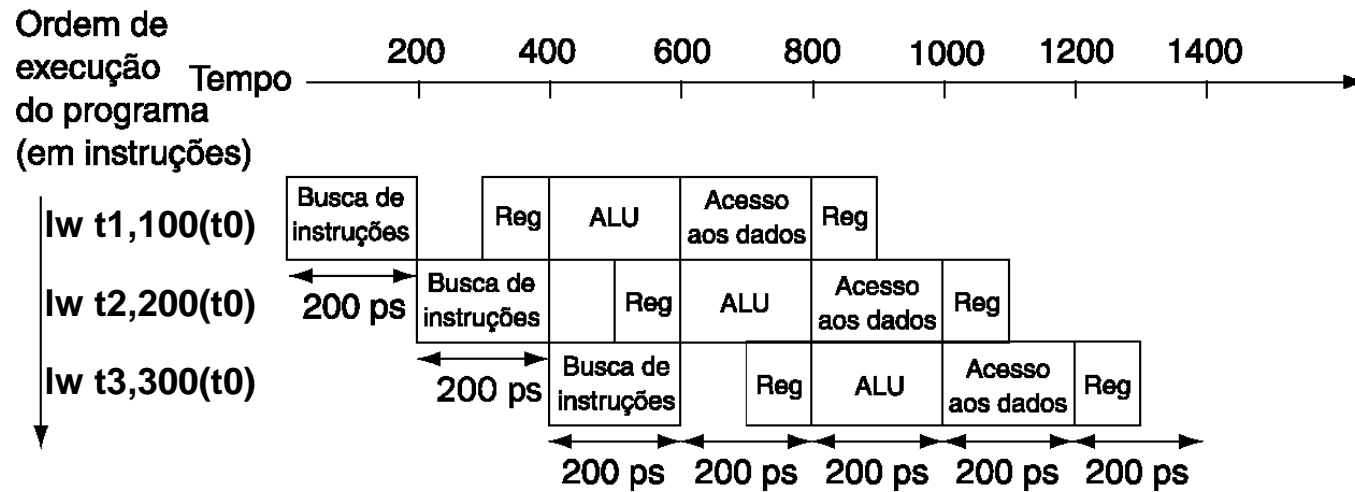 Ordem de
execução
do programa
(em instruções)
Tempo
200 400 600 800 1000 1200 1400
lw t1,100(t0)
Busca de
instruções
Reg
ALU
Acesso
aos dados
Reg
lw t2,200(t0)
200 ps
Busca de
instruções
Reg
ALU
Acesso
aos dados
Reg
lw t3,300(t0)
200 ps
Busca de
instruções
Reg
ALU
Acesso
aos dados
Reg
200 ps 200 ps 200 ps 200 ps 200 ps